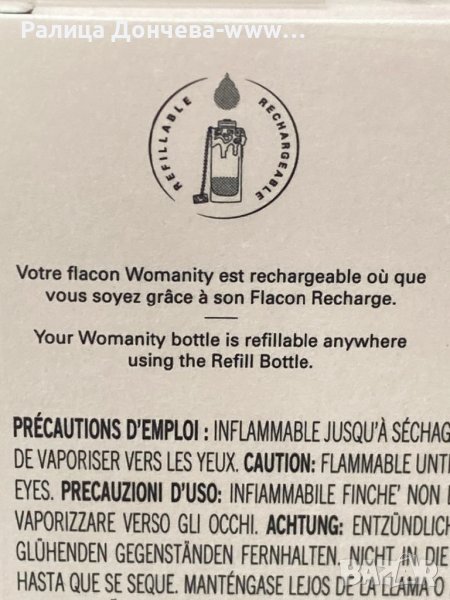 Ралица Дончева-www...
REFILLABLE RECHARGEABLE
Votre flacon Womanity est rechargeable où que
vous soyez grâce à son Flacon Recharge.
Your Womanity bottle is refillable anywhere
using the Refill Bottle.
PRÉCAUTIONS D'EMPLOI : INFLAMMABLE JUSQU'À SÉCHAG
DE VAPORISER VERS LES YEUX. CAUTION: FLAMMABLE UNTI
EYES. PRECAUZIONI D'USO: INFIAMMABILE FINCHE' NON
VAPORIZZARE VERSO GLI OCCHI. ACHTUNG: ENTZÜNDLICH
GLÜHENDEN GEGENSTÄNDEN FERNHALTEN. NICHT IN DIE
HASTA QUE SE SEQUE. MANTÉNGASE LEJOS DE LA LLAMA O
BAZAR